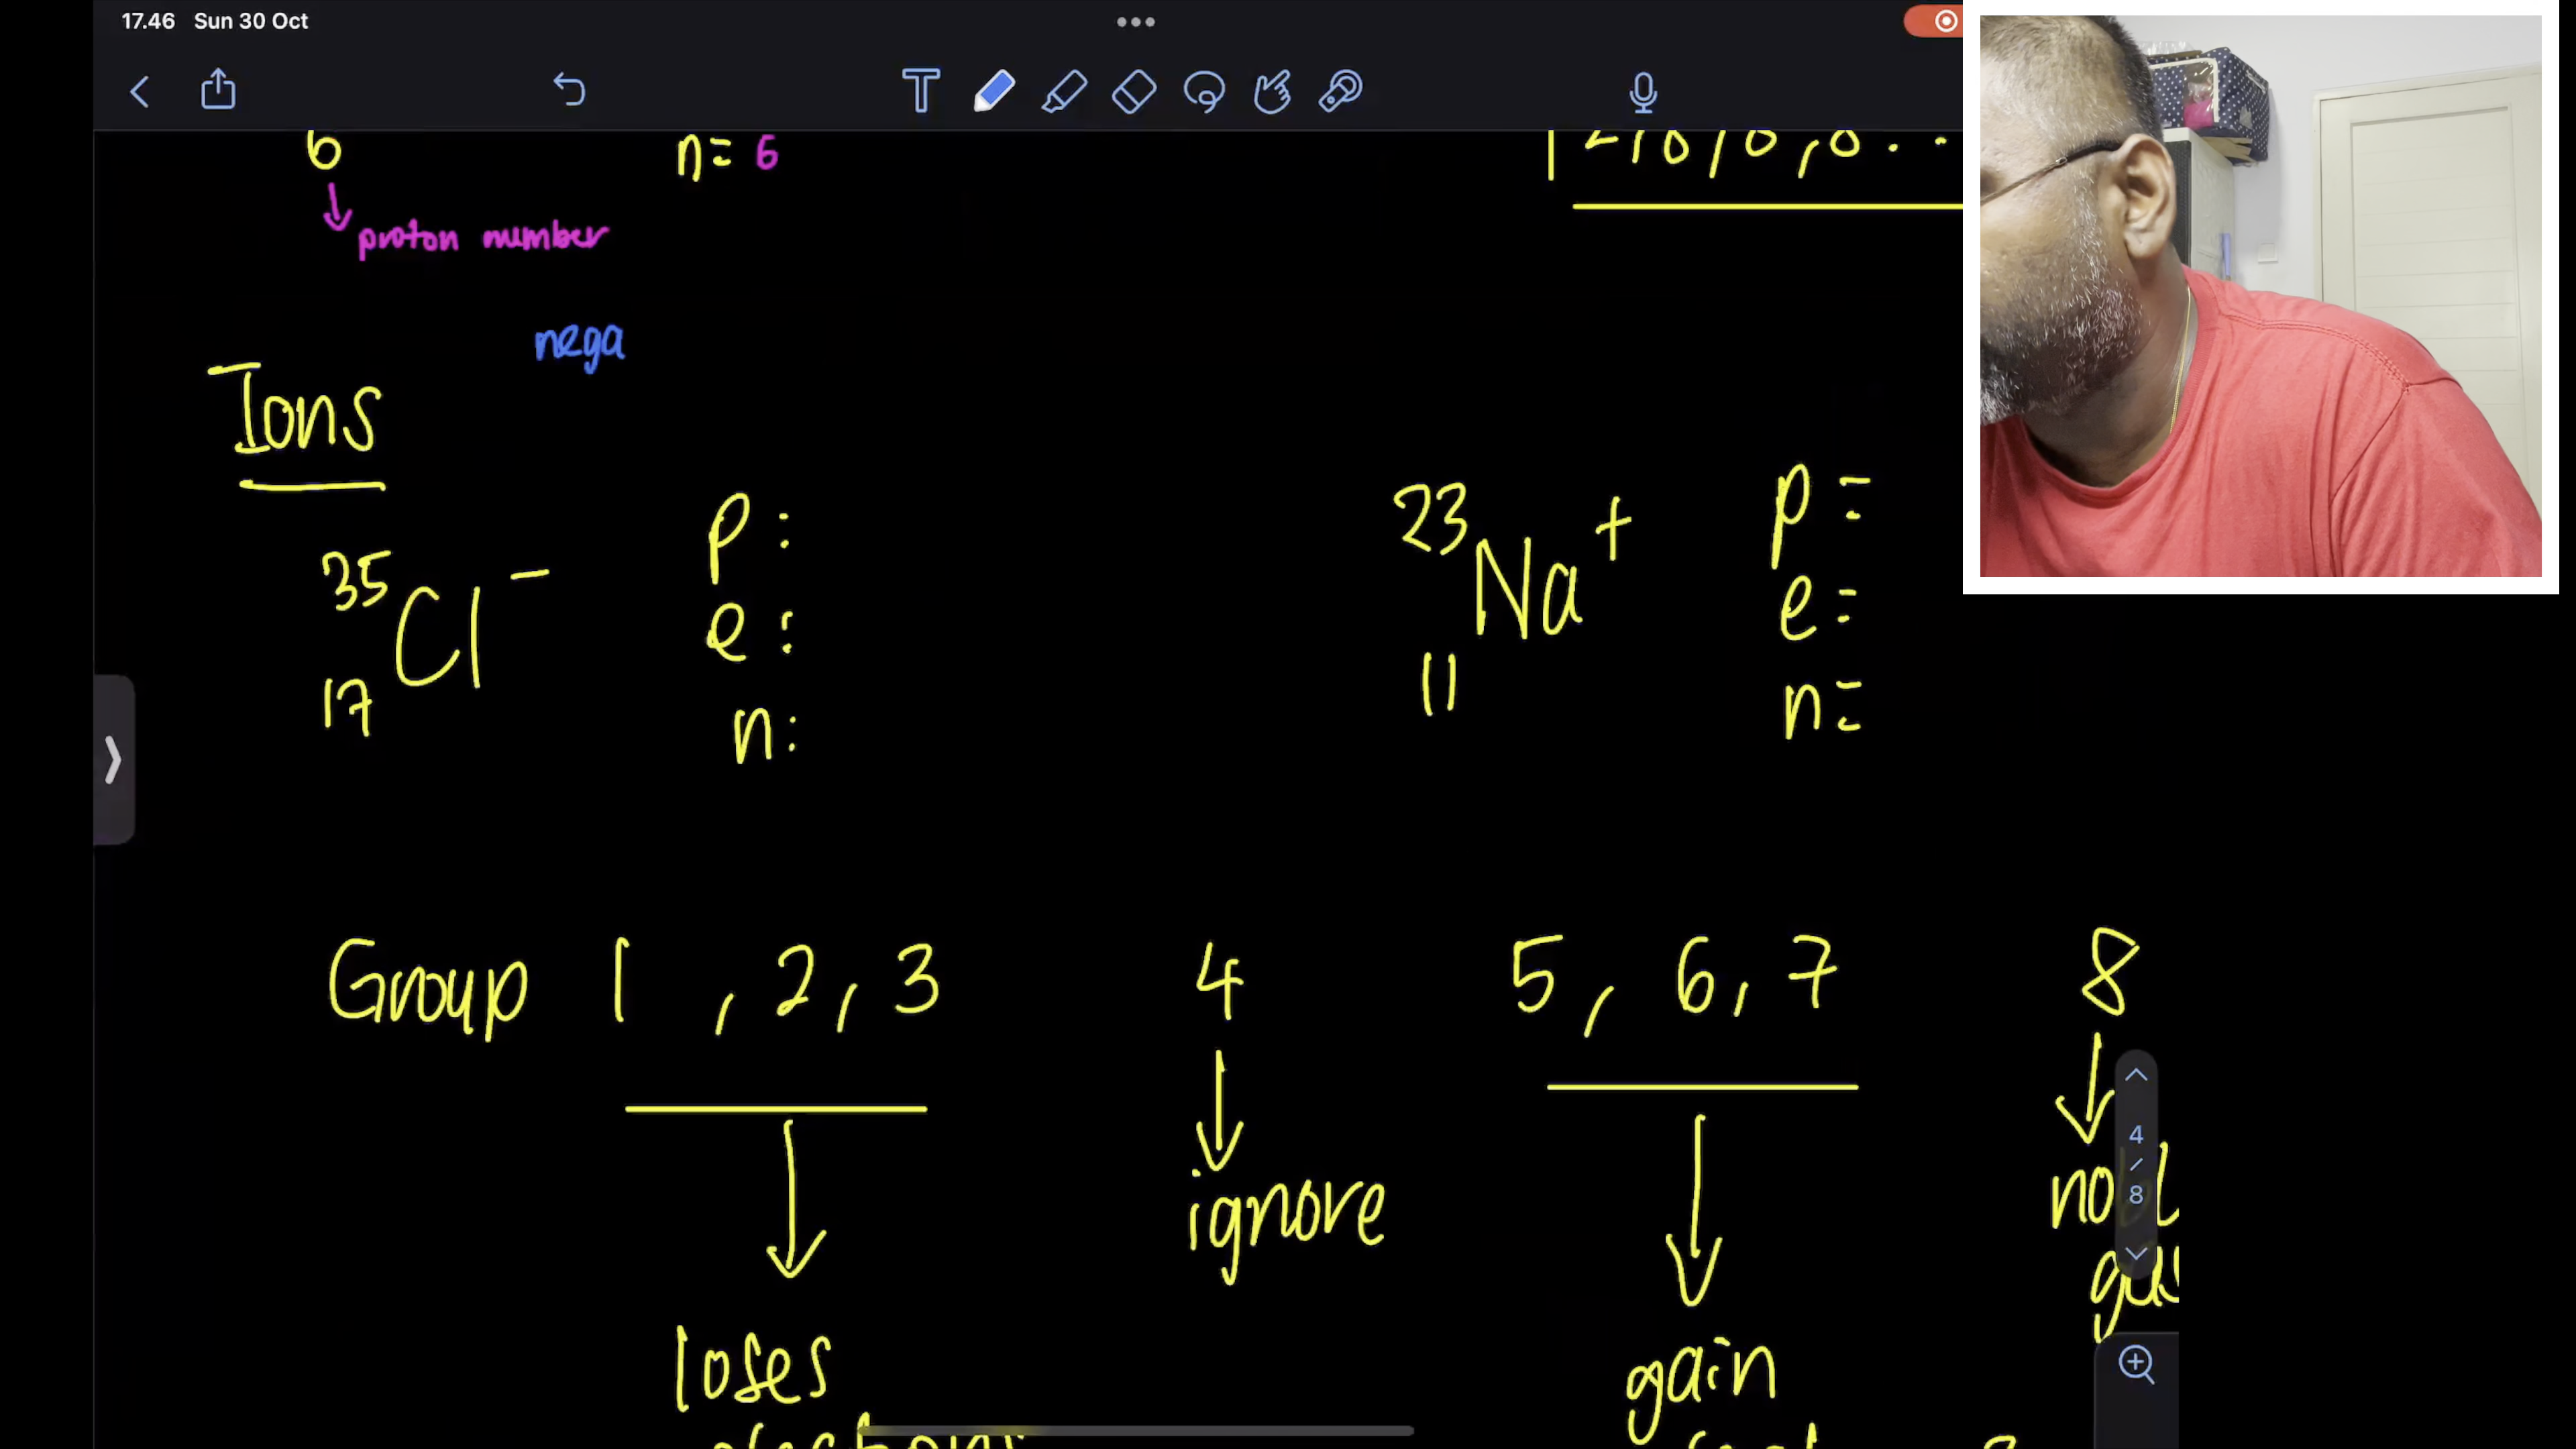 17.46 Sun 30 Oct
T
6
n= 6
proton number
nega
Ions
35
Cl -
17
p:
e:
n:
23
Na +
11
p=
e=
n=
Group 1 , 2, 3 4 5, 6, 7 8
ignore
4
/
8
loses
gain